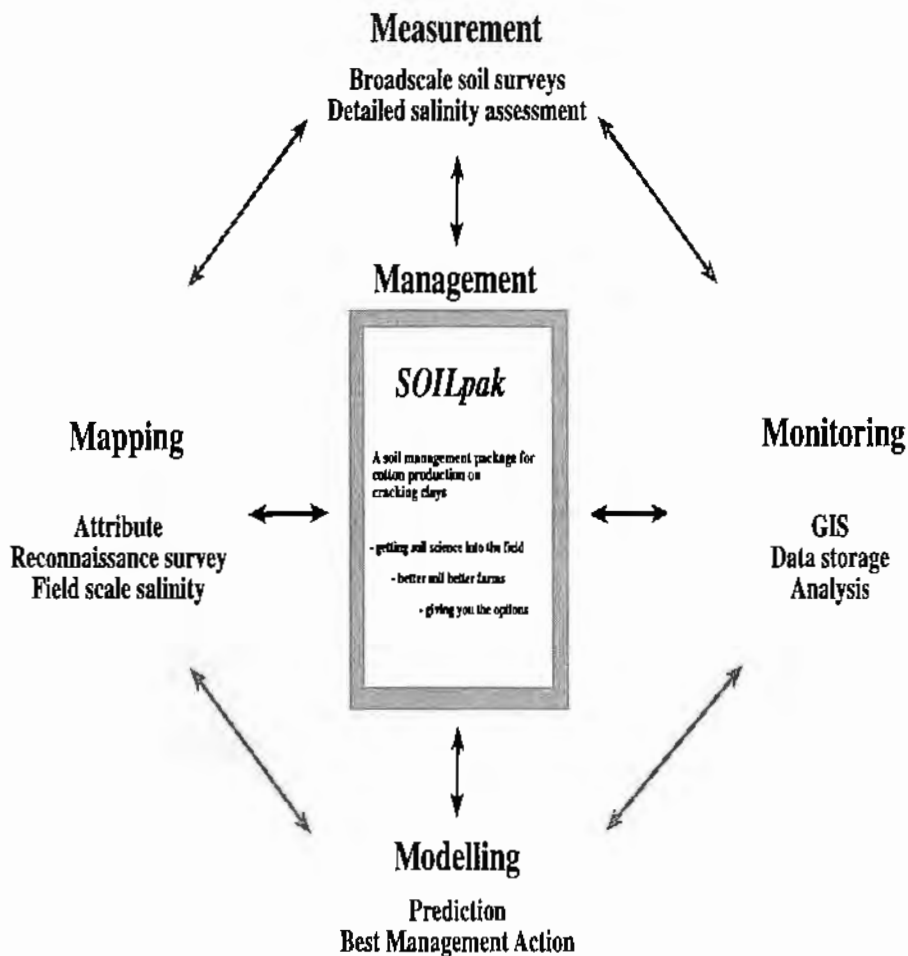 Measurement
Broadscale soil surveys
Detailed salinity assessment
Management
SOILpak
A soil management package for
cotton production on
cracking clays
- getting soil science into the field
- better soil better farms
- giving you the options
Mapping
Attribute
Reconnaissance survey
Field scale salinity
Monitoring
GIS
Data storage
Analysis
Modelling
Prediction
Best Management Action